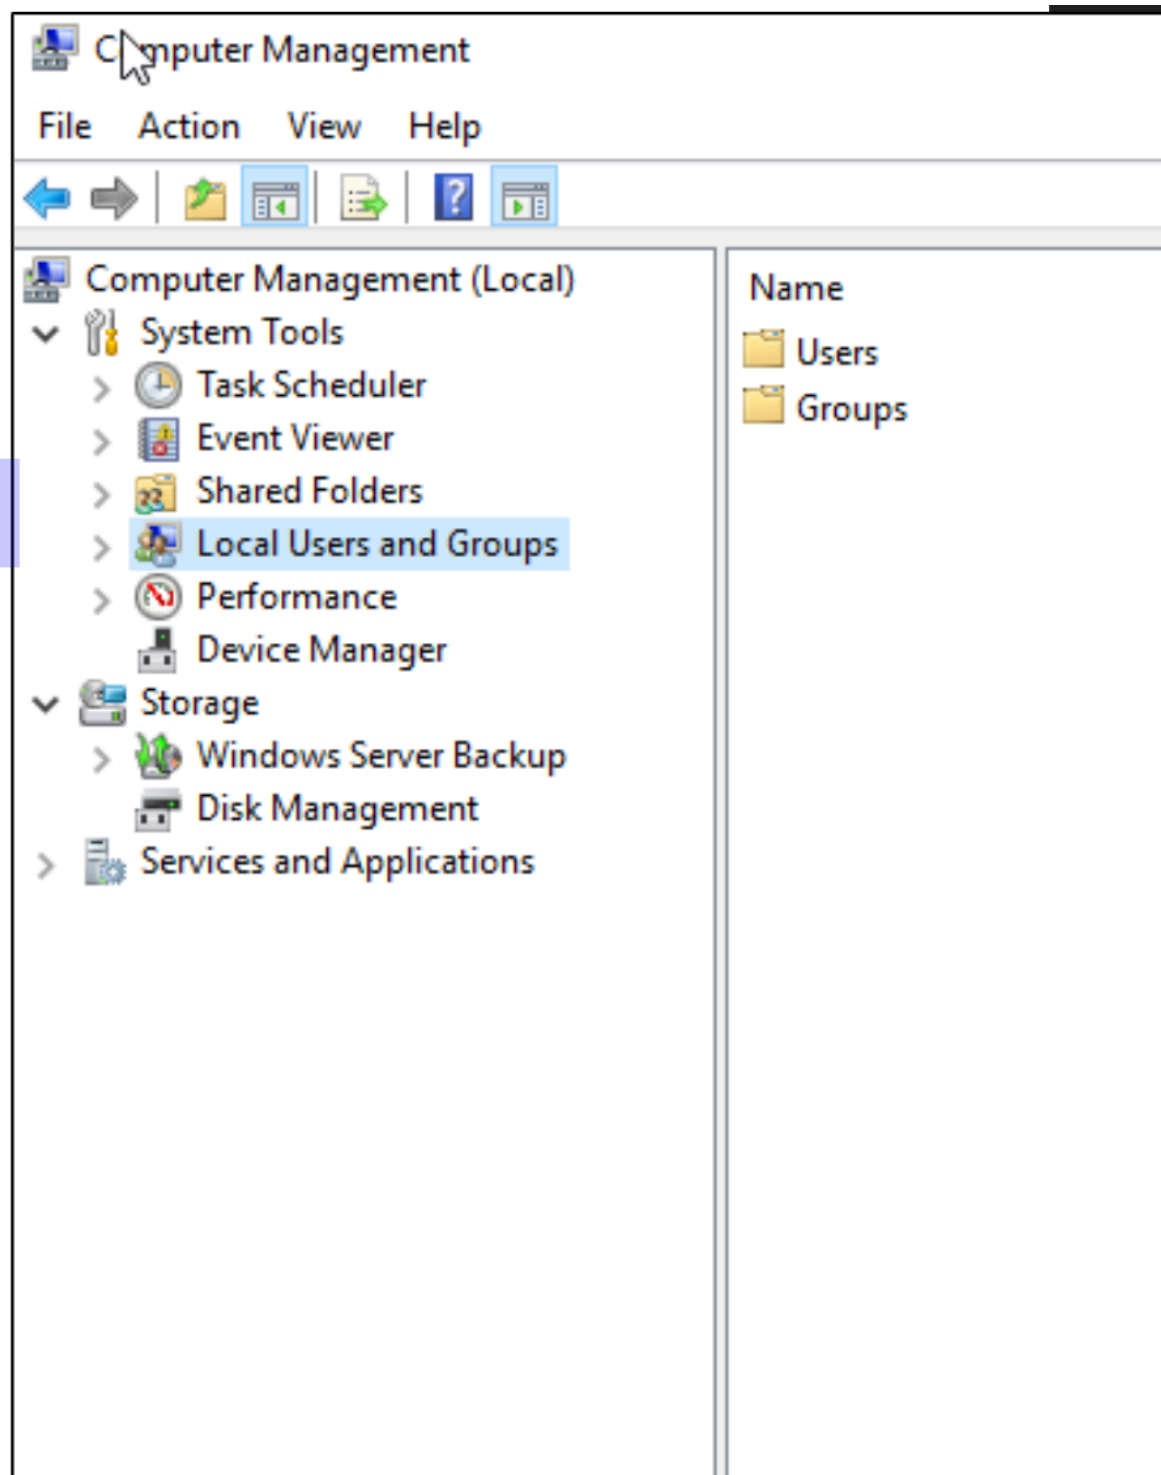 Computer Management
File Action View Help
Computer Management (Local)
System Tools
Task Scheduler
Event Viewer
Shared Folders
Local Users and Groups
Performance
Device Manager
Storage
Windows Server Backup
Disk Management
Services and Applications
Name
Users
Groups